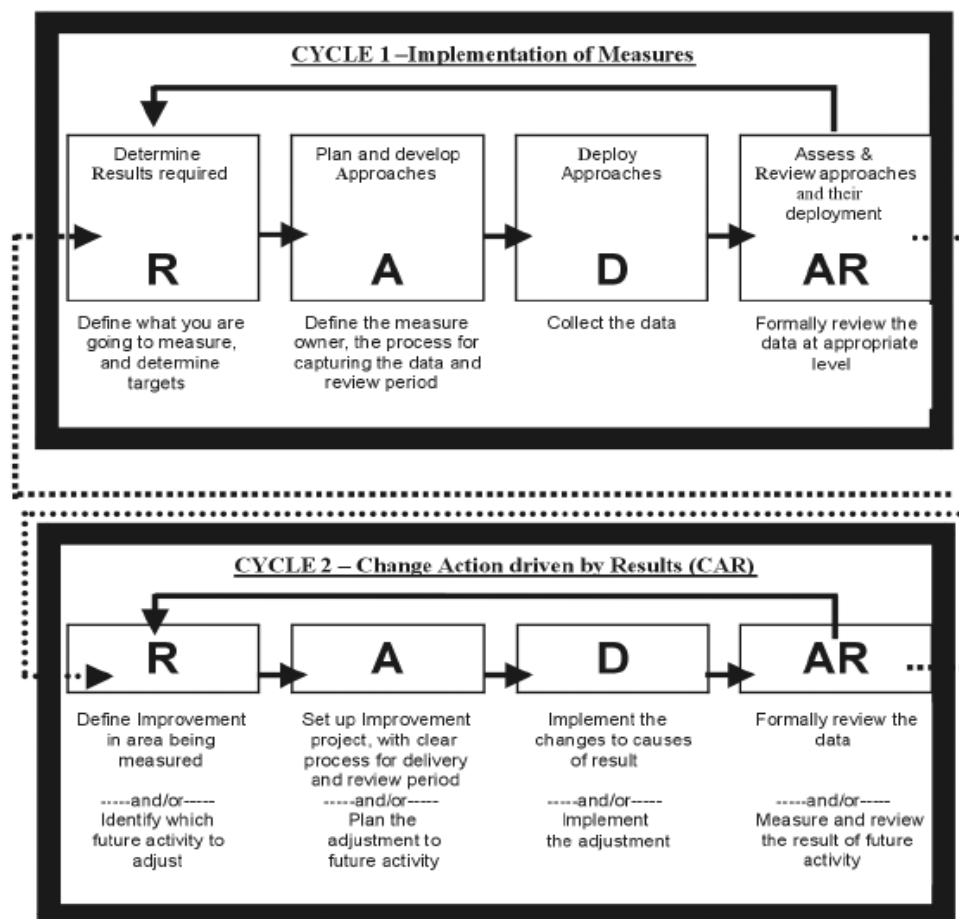 CYCLE 1 –Implementation of Measures
Determine
Results required
R
Define what you are
going to measure,
and determine
targets
Plan and develop
Approaches
A
Define the measure
owner, the process for
capturing the data and
review period
Deploy
Approaches
D
Collect the data
Assess &
Review approaches
and their
deployment
AR
Formally review the
data at appropriate
level
CYCLE 2 – Change Action driven by Results (CAR)
R
Define Improvement
in area being
measured
-----and/or-----
Identify which
future activity to
adjust
A
Set up Improvement
project, with clear
process for delivery
and review period
-----and/or-----
Plan the
adjustment to
future activity
D
Implement the
changes to causes
of result
-----and/or-----
Implement
the adjustment
AR
Formally review the
data
-----and/or-----
Measure and review
the result of future
activity